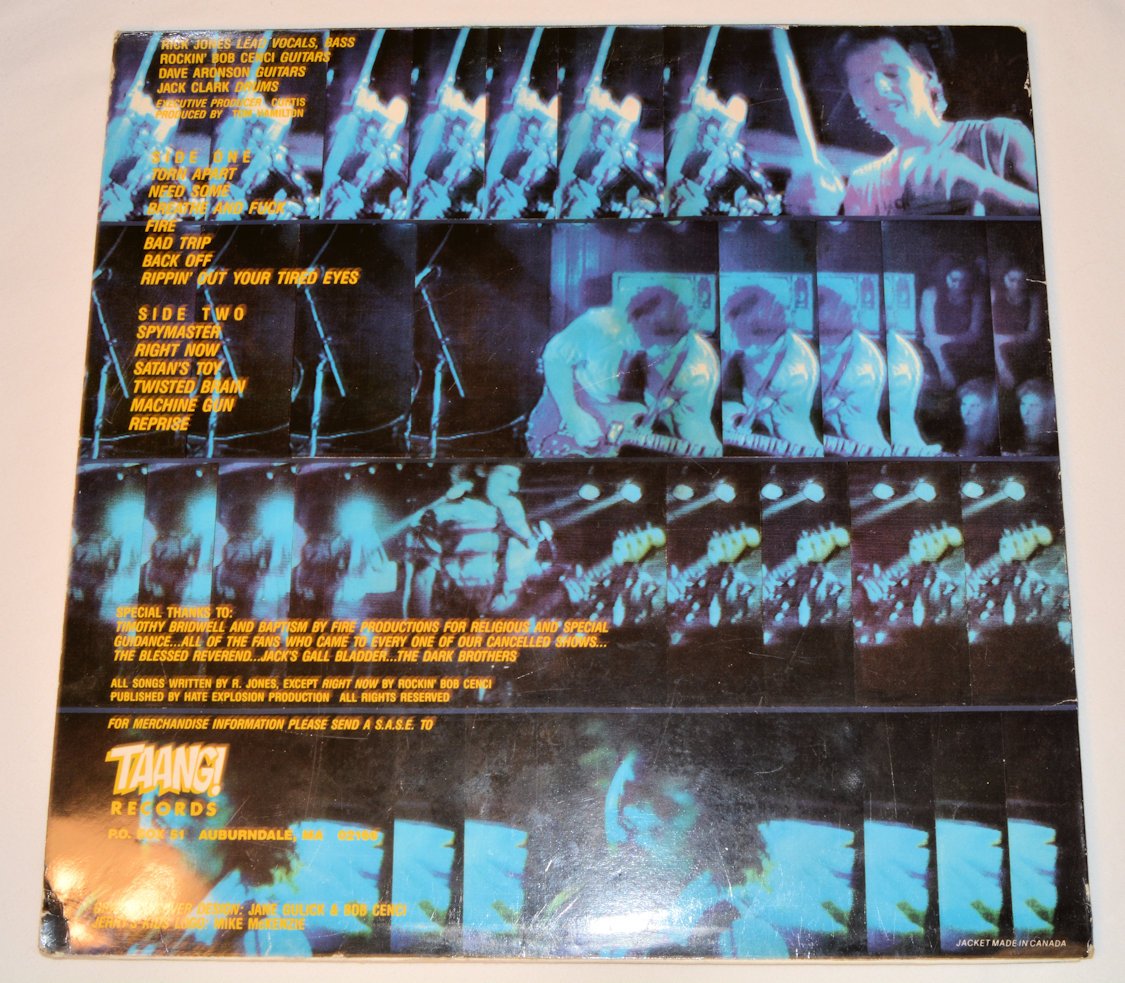 RICK JONES LEAD VOCALS, BASS
ROCKIN' BOB CENCI GUITARS
DAVE ARONSON GUITARS
JACK CLARK DRUMS
EXECUTIVE PRODUCER CURTIS
PRODUCED BY TOM HAMILTON
SIDE ONE
TORN APART
NEED SOME
BREATHE AND FUCK
FIRE
BAD TRIP
BACK OFF
RIPPIN' OUT YOUR TIRED EYES
SIDE TWO
SPYMASTER
RIGHT NOW
SATAN'S TOY
TWISTED BRAIN
MACHINE GUN
REPRISE
SPECIAL THANKS TO:
TIMOTHY BRIDWELL AND BAPTISM BY FIRE PRODUCTIONS FOR RELIGIOUS AND SPECIAL
GUIDANCE...ALL OF THE FANS WHO CAME TO EVERY ONE OF OUR CANCELLED SHOWS...
THE BLESSED REVEREND...JACK'S GALL BLADDER...THE DARK BROTHERS
ALL SONGS WRITTEN BY R. JONES, EXCEPT RIGHT NOW BY ROCKIN' BOB CENCI
PUBLISHED BY HATE EXPLOSION PRODUCTION ALL RIGHTS RESERVED
FOR MERCHANDISE INFORMATION PLEASE SEND A S.A.S.E. TO
TAANG!
RECORDS
P.O. BOX 51 AUBURNDALE, MA
COVER DESIGN: JANE GULICK & BOB CENCI
JERRY'S KIDS LOGO: MIKE McKENZIE
JACKET MADE IN CANADA